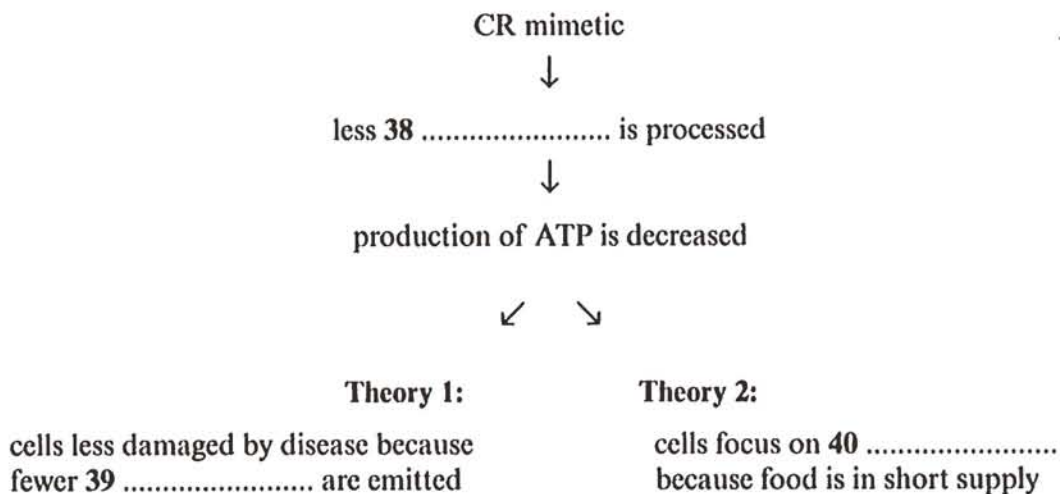 CR mimetic
↓
less 38 ........................ is processed
↓
production of ATP is decreased
↙ ↘
Theory 1: Theory 2:
cells less damaged by disease because
fewer 39 ........................ are emitted
cells focus on 40 ........................
because food is in short supply